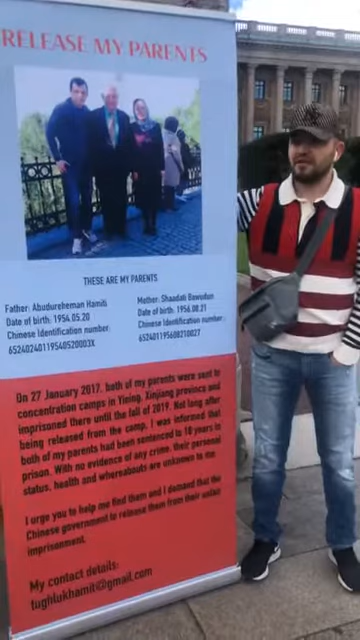 RELEASE MY PARENTS
THESE ARE MY PARENTS
Father: Abudureheman Hamiti
Date of birth: 1954.05.20
Chinese Identification number:
65240240119540520003X
Mother: Shaadati Bawudun
Date of birth: 1956.08.21
Chinese Identification number:
652402401195608210027
On 27 January 2017, both of my parents were sent to
concentration camps in Yining, Xinjiang Province and
imprisoned there until the fall of 2019. Not long after
being released from the camp, I was informed that
both of my parents had been sentenced to 10 years in
prison. With no evidence of any crime, their personal
status, health and whereabouts are unknown to me.
I urge you to help me find them and I demand that the
Chinese government to release them from their unfair
imprisonment.
My contact details:
tughlukhamit@gmail.com